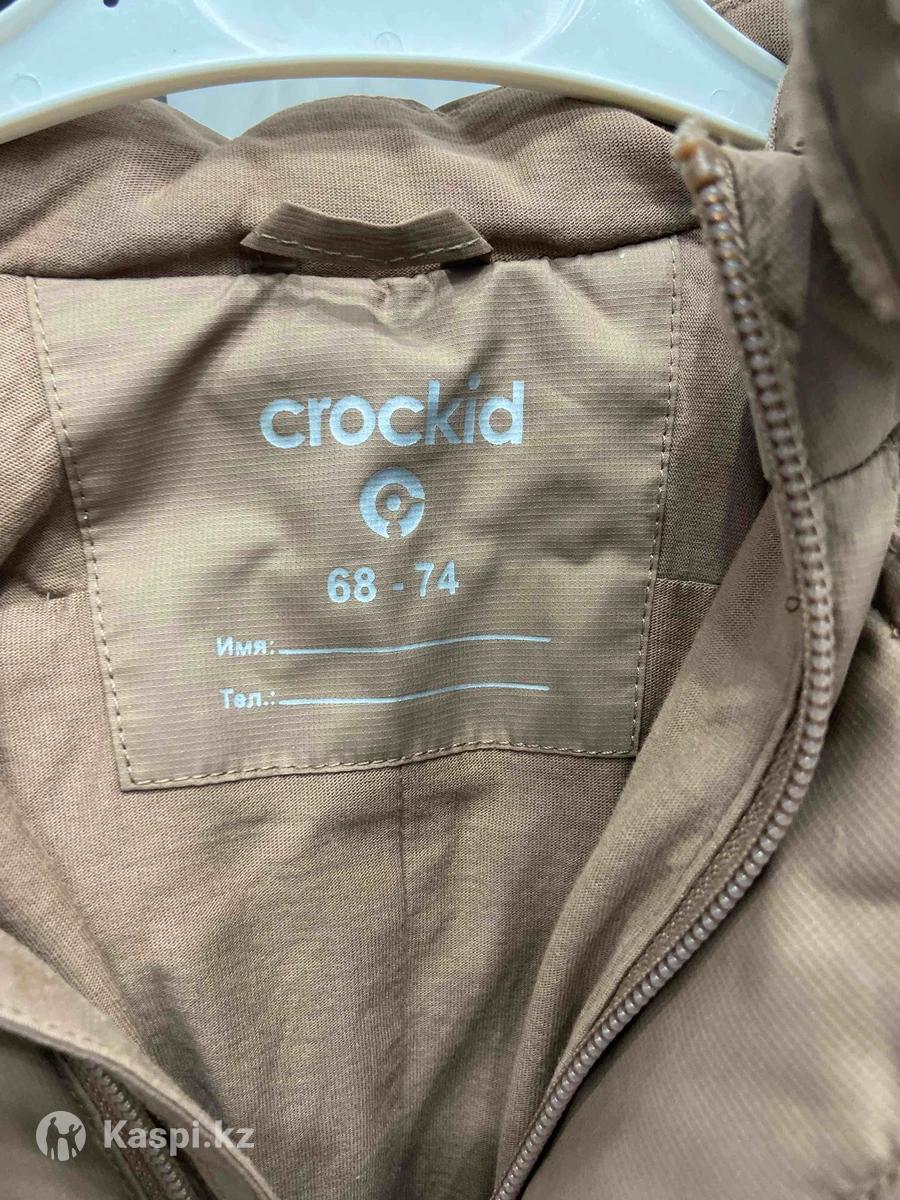 crockid
68 - 74
Имя:
Тел.:
Kaspi.kz